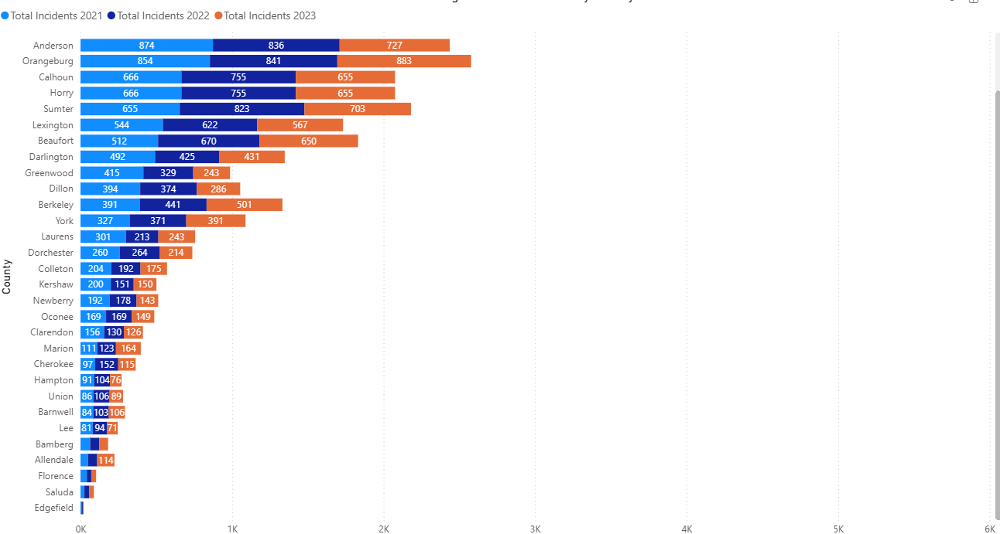 Total Incidents 2021 Total Incidents 2022 Total Incidents 2023
Anderson 874 836 727
Orangeburg 854 841 883
Calhoun 666 755 655
Horry 666 755 655
Sumter 655 823 703
Lexington 544 622 567
Beaufort 512 670 650
Darlington 492 425 431
Greenwood 415 329 243
Dillon 394 374 286
Berkeley 391 441 501
York 327 371 391
Laurens 301 213 243
Dorchester 260 264 214
Colleton 204 192 175
Kershaw 200 151 150
Newberry 192 178 143
Oconee 169 169 149
Clarendon 156 130 126
Marion 111 123 164
Cherokee 97 152 115
Hampton 91 104 76
Union 86 106 89
Barnwell 84 103 106
Lee 81 94 71
Bamberg
Allendale 114
Florence
Saluda
Edgefield
County
0K 1K 2K 3K 4K 5K 6K